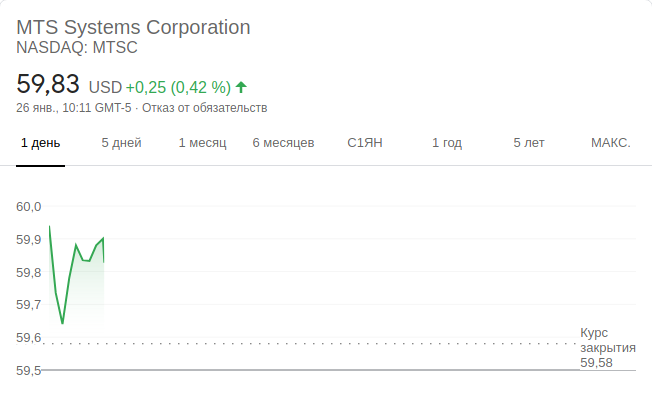 MTS Systems Corporation
NASDAQ: MTSC
59,83 USD +0,25 (0,42 %)
26 янв., 10:11 GMT-5 · Отказ от обязательств
1 день 5 дней 1 месяц 6 месяцев С1ЯН 1 год 5 лет МАКС.
60,0
59,9
59,8
59,7
59,6
59,5
Курс
закрытия
59,58